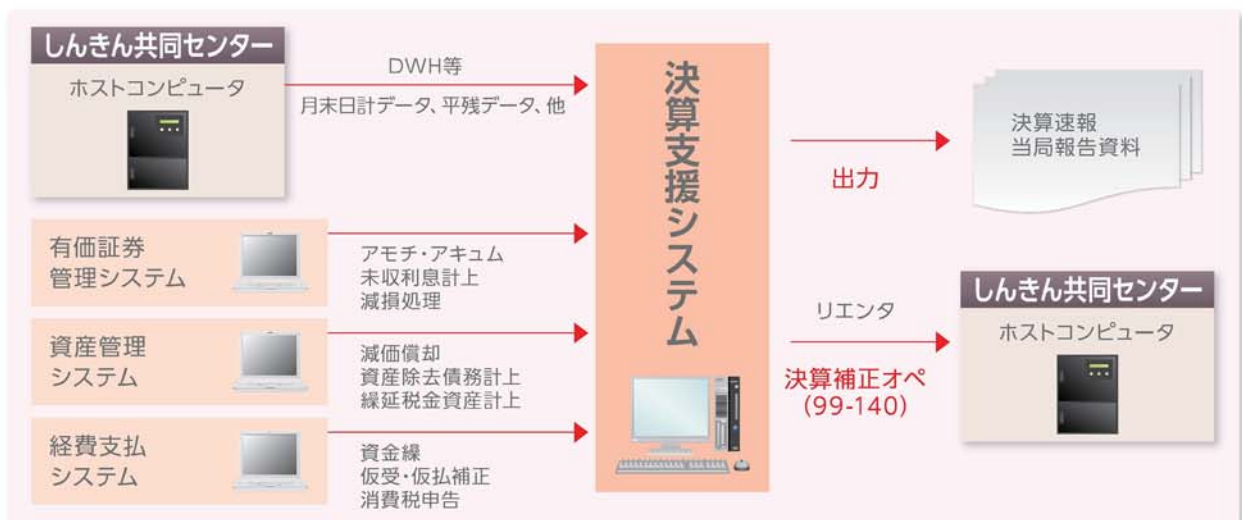 しんきん共同センター
ホストコンピュータ
DWH等
月末日計データ、平残データ、他
有価証券
管理システム
アモチ・アキュム
未収利息計上
減損処理
資産管理
システム
減価償却
資産除去債務計上
繰延税金資産計上
経費支払
システム
資金繰
仮受・仮払補正
消費税申告
決算支援システム
出力
決算速報
当局報告資料
リエンタ
決算補正オペ
(99-140)
しんきん共同センター
ホストコンピュータ